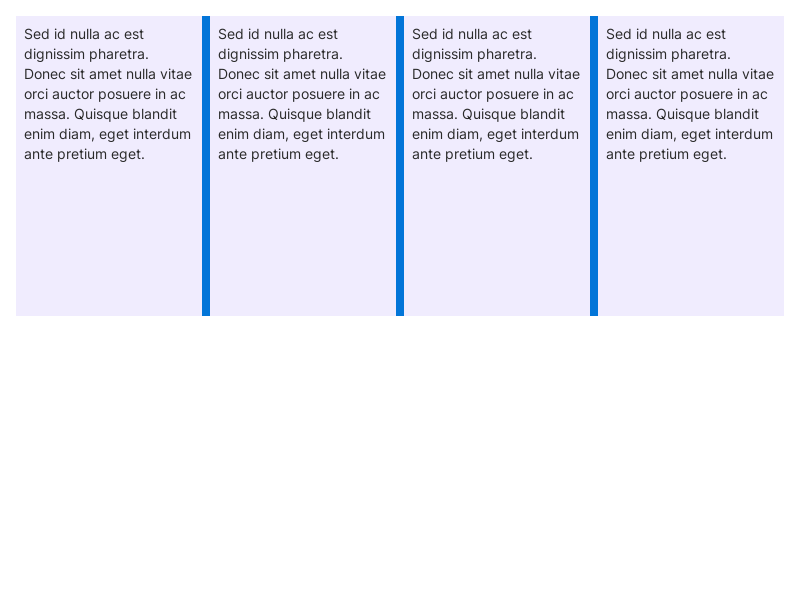 Sed id nulla ac est
dignissim pharetra.
Donec sit amet nulla vitae
orci auctor posuere in ac
massa. Quisque blandit
enim diam, eget interdum
ante pretium eget.
Sed id nulla ac est
dignissim pharetra.
Donec sit amet nulla vitae
orci auctor posuere in ac
massa. Quisque blandit
enim diam, eget interdum
ante pretium eget.
Sed id nulla ac est
dignissim pharetra.
Donec sit amet nulla vitae
orci auctor posuere in ac
massa. Quisque blandit
enim diam, eget interdum
ante pretium eget.
Sed id nulla ac est
dignissim pharetra.
Donec sit amet nulla vitae
orci auctor posuere in ac
massa. Quisque blandit
enim diam, eget interdum
ante pretium eget.